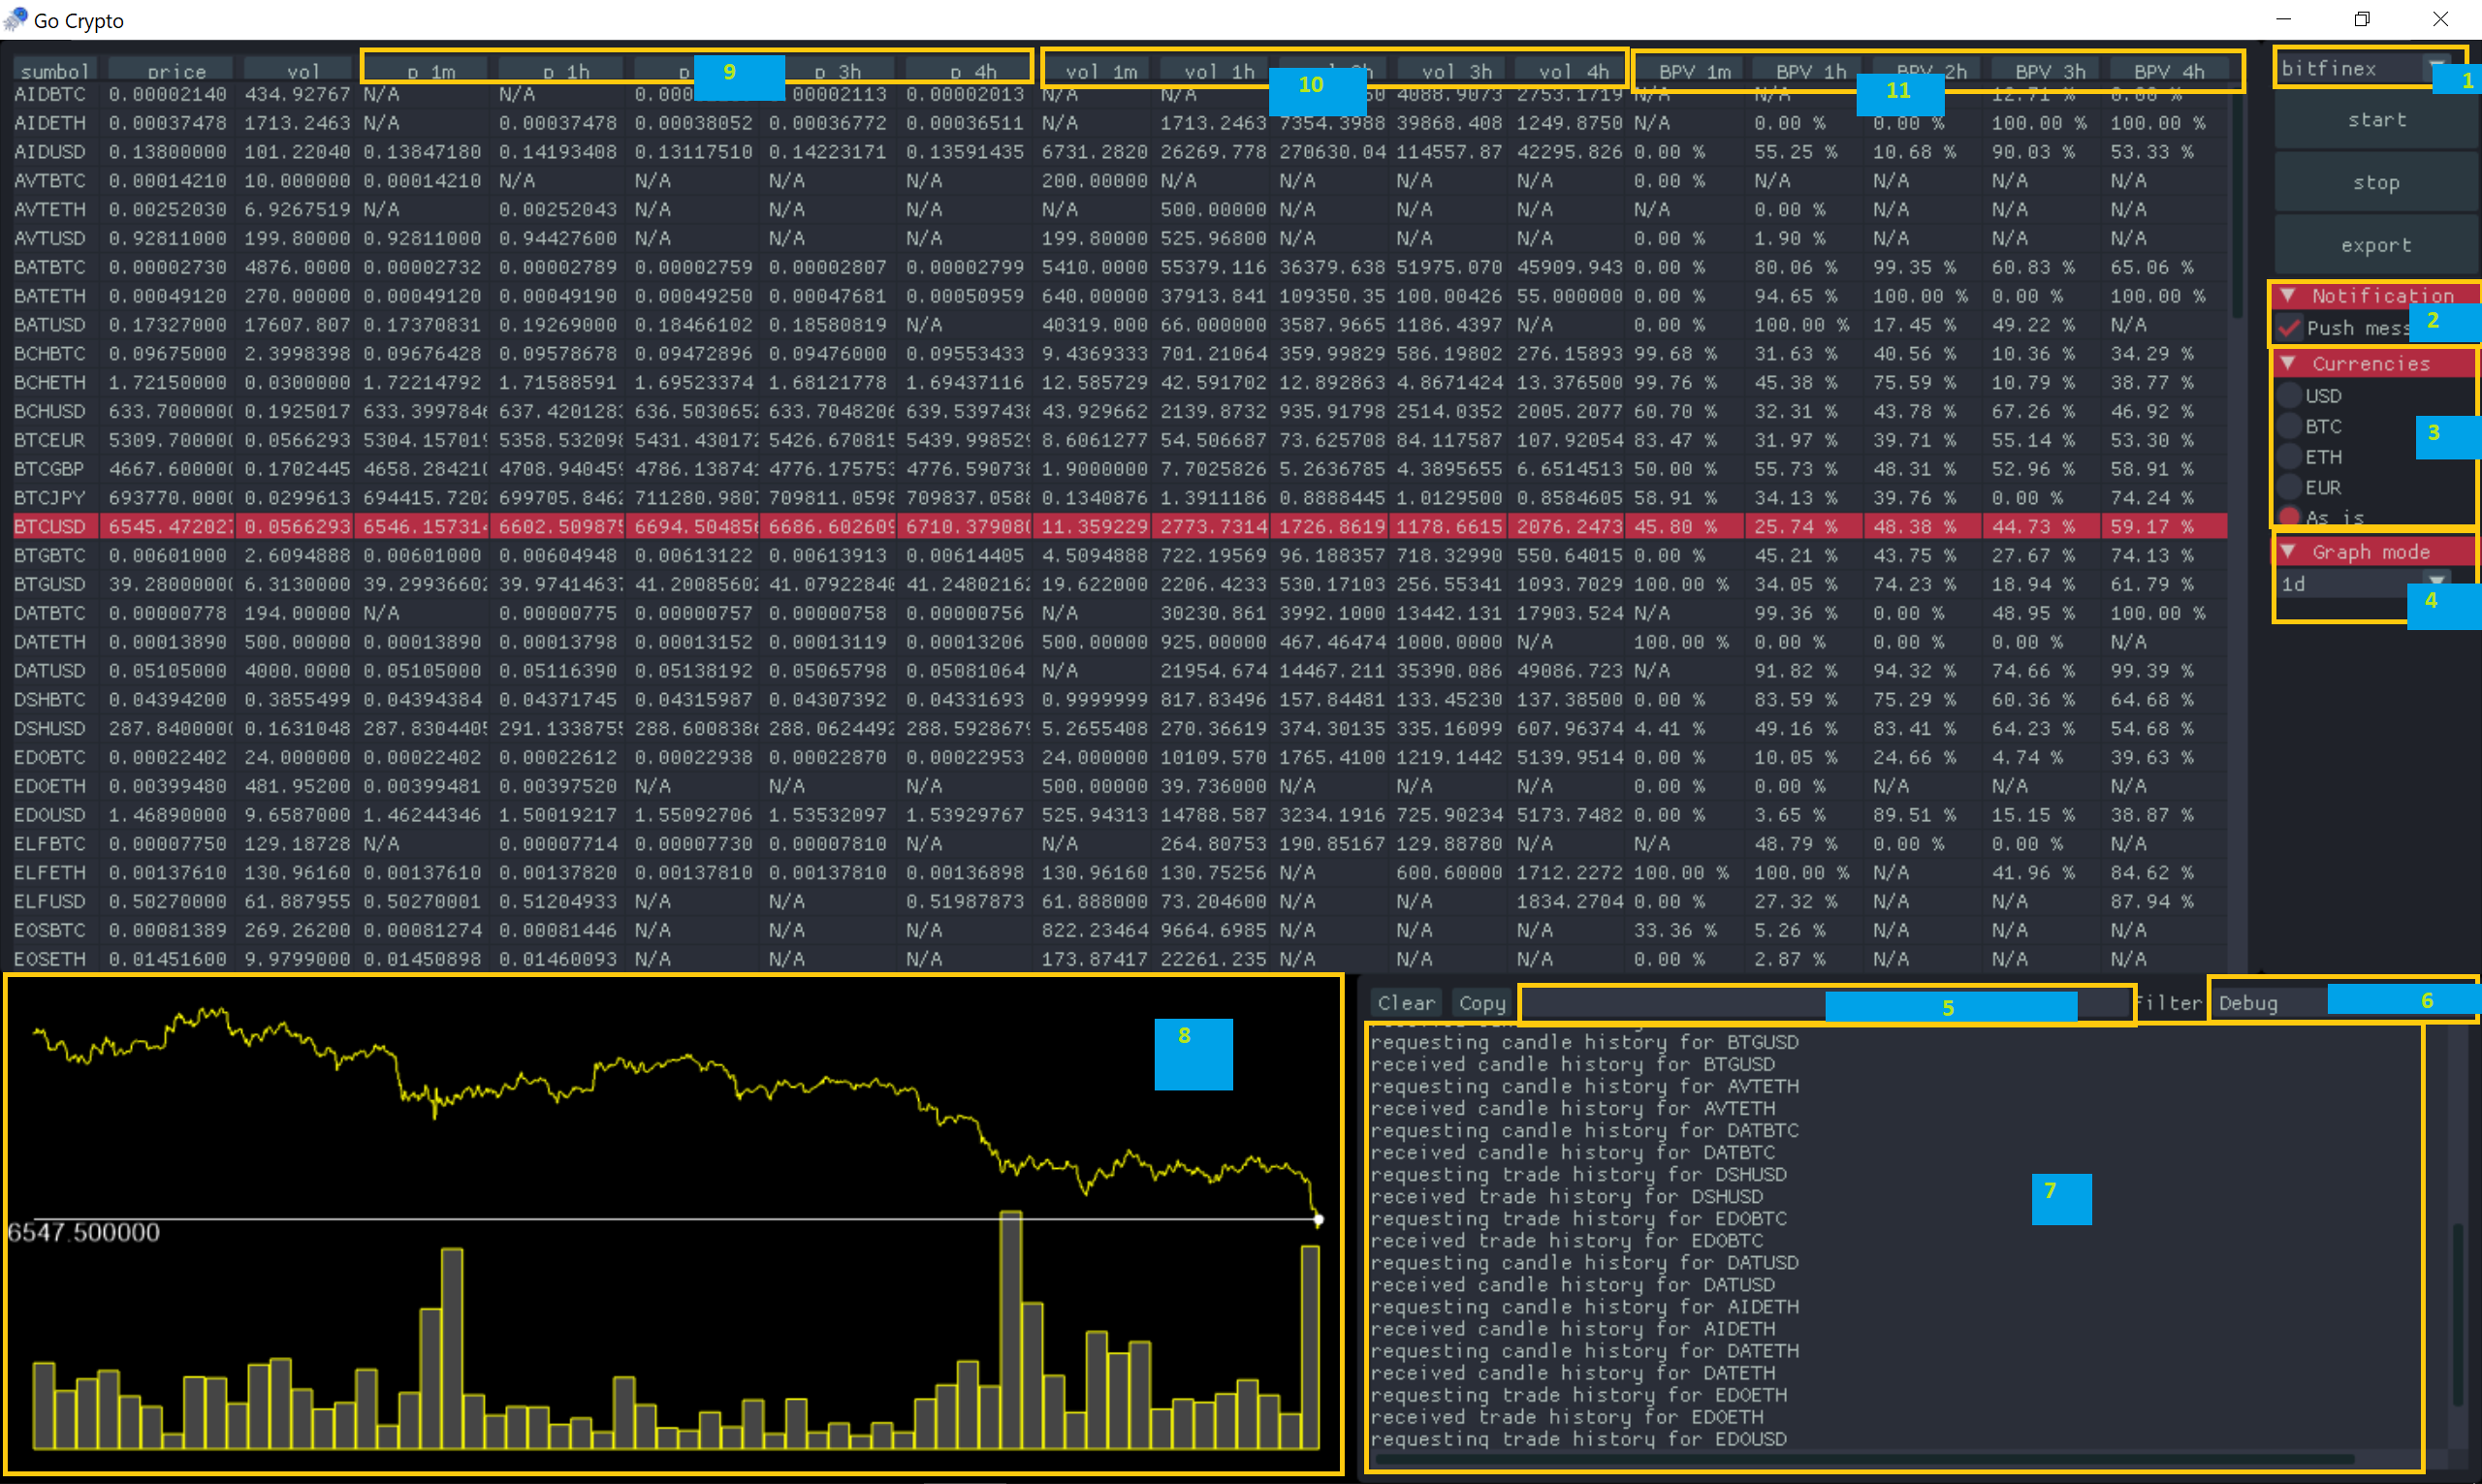 Go Crypto
sumbol price vol p 1m p 1h p 9 p 3h p 4h vol 1m vol 1h 10 vol 3h vol 4h BPV 1m BPV 1h 11 BPV 2h BPV 3h BPV 4h
AIDBTC 0.00002140 434.92767 N/A N/A 0.00002113 0.00002013 N/A N/A 4088.9073 2753.1719 N/A N/A 12.71 % 0.00 %
AIDETH 0.00037478 1713.2463 N/A 0.00037478 0.00038052 0.00036772 0.00036511 N/A 1713.2463 7354.3988 39868.408 1249.8750 N/A 0.00 % 0.00 % 100.00 % 100.00 %
AIDUSD 0.13800000 101.22040 0.13847180 0.14193408 0.13117510 0.14223171 0.13591435 6731.2820 26269.778 270630.04 114557.87 42295.826 0.00 % 55.25 % 10.68 % 90.03 % 53.33 %
AVTBTC 0.00014210 10.000000 0.00014210 N/A N/A N/A N/A 200.00000 N/A N/A N/A N/A 0.00 % N/A N/A N/A N/A
AVTETH 0.00252030 6.9267519 N/A 0.00252043 N/A N/A N/A N/A 500.00000 N/A N/A N/A N/A 0.00 % N/A N/A N/A
AVTUSD 0.92811000 199.80000 0.92811000 0.94427600 N/A N/A N/A 199.80000 525.96800 N/A N/A N/A 0.00 % 1.90 % N/A N/A N/A
BATBTC 0.00002730 4876.0000 0.00002732 0.00002789 0.00002759 0.00002807 0.00002799 5410.0000 55379.116 36379.638 51975.070 45909.943 0.00 % 80.06 % 99.35 % 60.83 % 65.06 %
BATETH 0.00049120 270.00000 0.00049120 0.00049190 0.00049250 0.00047681 0.00050959 640.00000 37913.841 109350.35 100.00426 55.000000 0.00 % 94.65 % 100.00 % 0.00 % 100.00 %
BATUSD 0.17327000 17607.807 0.17370831 0.19269000 0.18466102 0.18580819 N/A 40319.000 66.000000 3587.9665 1186.4397 N/A 0.00 % 100.00 % 17.45 % 49.22 % N/A
BCHBTC 0.09675000 2.3998398 0.09676428 0.09578678 0.09472896 0.09476000 0.09553433 9.4369333 701.21064 359.99829 586.19802 276.15893 99.68 % 31.63 % 40.56 % 10.36 % 34.29 %
BCHETH 1.72150000 0.0300000 1.72214792 1.71588591 1.69523374 1.68121778 1.69437116 12.585729 42.591702 12.892863 4.8671424 13.376500 99.76 % 45.38 % 75.59 % 10.79 % 38.77 %
BCHUSD 633.700000 0.1925017 633.399784 637.420128 636.503065 633.704820 639.539743 43.929662 2139.8732 935.91798 2514.0352 2005.2077 60.70 % 32.31 % 43.78 % 67.26 % 46.92 %
BTCEUR 5309.70000 0.0566293 5304.15701 5358.53209 5431.43017 5426.67081 5439.99852 8.6061277 54.506687 73.625708 84.117587 107.92054 83.47 % 31.97 % 39.71 % 55.14 % 53.30 %
BTCGBP 4667.60000 0.1702445 4658.28421 4708.94045 4786.13874 4776.17575 4776.59073 1.9000000 7.7025826 5.2636785 4.3895655 6.6514513 50.00 % 55.73 % 48.31 % 52.96 % 58.91 %
BTCJPY 693770.000 0.0299613 694415.720 699705.846 711280.980 709811.059 709837.058 0.1340876 1.3911186 0.8888445 1.0129500 0.8584605 58.91 % 34.13 % 39.76 % 0.00 % 74.24 %
BTCUSD 6545.47202 0.0566293 6546.15731 6602.50987 6694.50485 6686.60260 6710.37908 11.359229 2773.7314 1726.8619 1178.6615 2076.2473 45.80 % 25.74 % 48.38 % 44.73 % 59.17 %
BTGBTC 0.00601000 2.6094888 0.00601000 0.00604948 0.00613122 0.00613913 0.00614405 4.5094888 722.19569 96.188357 718.32990 550.64015 0.00 % 45.21 % 43.75 % 27.67 % 74.13 %
BTGUSD 39.2800000 6.3130000 39.2993660 39.9741463 41.2008560 41.0792284 41.2480216 19.622000 2206.4233 530.17103 256.55341 1093.7029 100.00 % 34.05 % 74.23 % 18.94 % 61.79 %
DATBTC 0.00000778 194.00000 N/A 0.00000775 0.00000757 0.00000758 0.00000756 N/A 30230.861 3992.1000 13442.131 17903.524 N/A 99.36 % 0.00 % 48.95 % 100.00 %
DATETH 0.00013890 500.00000 0.00013890 0.00013798 0.00013152 0.00013119 0.00013206 500.00000 925.00000 467.46474 1000.0000 N/A 100.00 % 0.00 % 0.00 % 0.00 % N/A
DATUSD 0.05105000 4000.0000 0.05105000 0.05116390 0.05138192 0.05065798 0.05081064 N/A 21954.674 14467.211 35390.086 49086.723 N/A 91.82 % 94.32 % 74.66 % 99.39 %
DSHBTC 0.04394200 0.3855499 0.04394384 0.04371745 0.04315987 0.04307392 0.04331693 0.9999999 817.83496 157.84481 133.45230 137.38500 0.00 % 83.59 % 75.29 % 60.36 % 64.68 %
DSHUSD 287.840000 0.1631048 287.830440 291.133875 288.600838 288.062449 288.592867 5.2655408 270.36619 374.30135 335.16099 607.96374 4.41 % 49.16 % 83.41 % 64.23 % 54.68 %
EDOBTC 0.00022402 24.000000 0.00022402 0.00022612 0.00022938 0.00022870 0.00022953 24.000000 10109.570 1765.4100 1219.1442 5139.9514 0.00 % 10.05 % 24.66 % 4.74 % 39.63 %
EDOETH 0.00399480 481.95200 0.00399481 0.00397520 N/A N/A N/A 500.00000 39.736000 N/A N/A N/A 0.00 % 0.00 % N/A N/A N/A
EDOUSD 1.46890000 9.6587000 1.46244346 1.50019217 1.55092706 1.53532097 1.53929767 525.94313 14788.587 3234.1916 725.90234 5173.7482 0.00 % 3.65 % 89.51 % 15.15 % 38.87 %
ELFBTC 0.00007750 129.18728 N/A 0.00007714 0.00007730 0.00007810 N/A N/A 264.80753 190.85167 129.88780 N/A N/A 48.79 % 0.00 % 0.00 % N/A
ELFETH 0.00137610 130.96160 0.00137610 0.00137820 0.00137810 0.00137810 0.00136898 130.96160 130.75256 N/A 600.60000 1712.2272 100.00 % 100.00 % N/A 41.96 % 84.62 %
ELFUSD 0.50270000 61.887955 0.50270001 0.51204933 N/A N/A 0.51987873 61.888000 73.204600 N/A N/A 1834.2704 0.00 % 27.32 % N/A N/A 87.94 %
EOSBTC 0.00081389 269.26200 0.00081274 0.00081446 N/A N/A N/A 822.23464 9664.6985 N/A N/A N/A 33.36 % 5.26 % N/A N/A N/A
EOSETH 0.01451600 9.9799000 0.01450898 0.01460093 N/A N/A N/A 173.87417 22261.235 N/A N/A N/A 0.00 % 2.87 % N/A N/A N/A
bitfinex 1
start
stop
export
Notification
Push mess 2
Currencies
USD
BTC
3
ETH
EUR
As is
Graph mode
1d
4
8
6547.500000
Clear Copy 5 Filter Debug 6
requesting candle history for BTGUSD
received candle history for BTGUSD
requesting candle history for AVTETH
received candle history for AVTETH
requesting candle history for DATBTC
received candle history for DATBTC
requesting trade history for DSHUSD
7
received trade history for DSHUSD
requesting trade history for EDOBTC
received trade history for EDOBTC
requesting candle history for DATUSD
received candle history for DATUSD
requesting candle history for AIDETH
received candle history for AIDETH
requesting candle history for DATETH
received candle history for DATETH
requesting trade history for EDOETH
received trade history for EDOETH
requesting trade history for EDOUSD